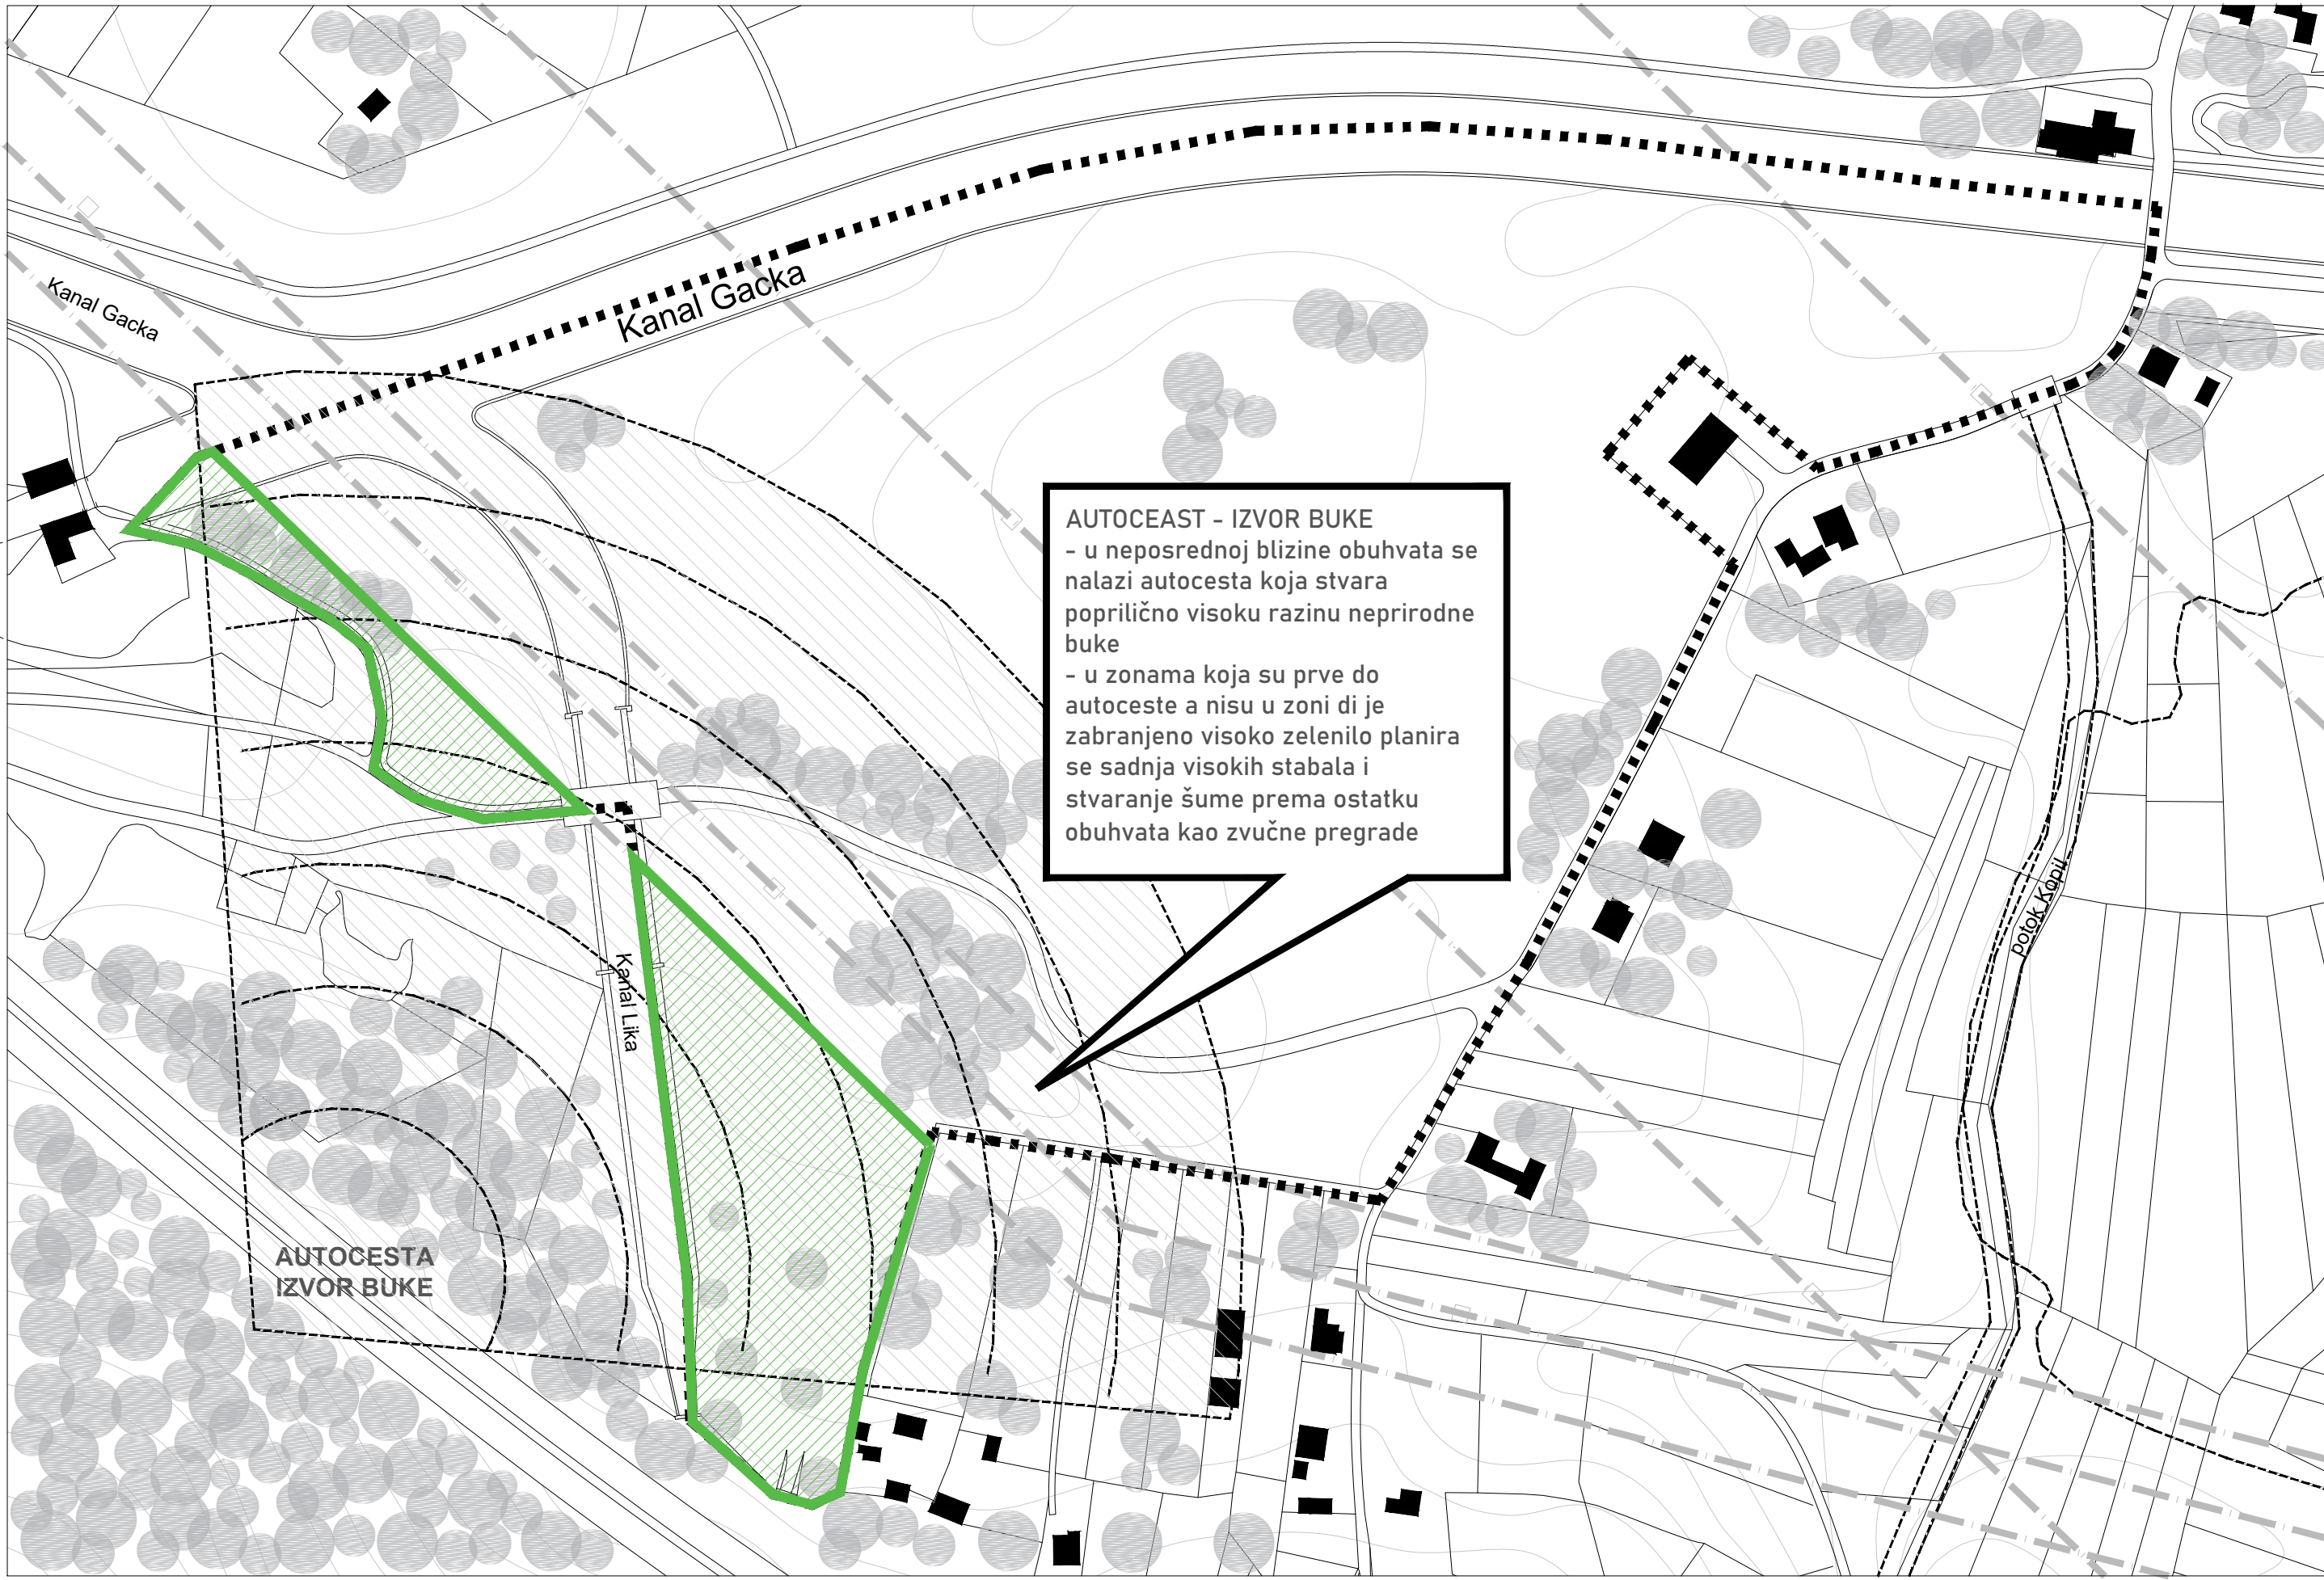 Kanal Gacka
Kanal Gacka
AUTOCEAST - IZVOR BUKE
- u neposrednoj blizine obuhvata se
nalazi autocesta koja stvara
poprilično visoku razinu neprirodne
buke
- u zonama koja su prve do
autoceste a nisu u zoni di je
zabranjeno visoko zelenilo planira
se sadnja visokih stabala i
stvaranje šume prema ostatku
obuhvata kao zvučne pregrade
potok Kopij
Kanal Lika
AUTOCESTA
IZVOR BUKE